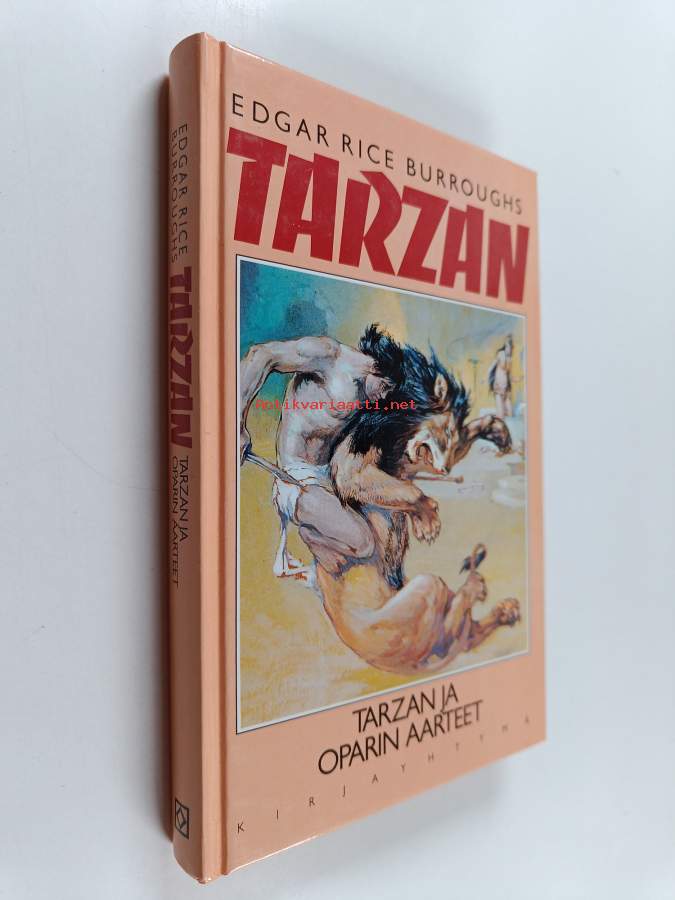 EDGAR RICE BURROUGHS
TARZAN
Antikvariaatti.net
TARZAN JA
OPARIN AARTEET
KIRJAYHTYMÄ
EDGAR RICE
BURROUGHS
TARZAN
TARZAN JA
OPARIN AARTEET